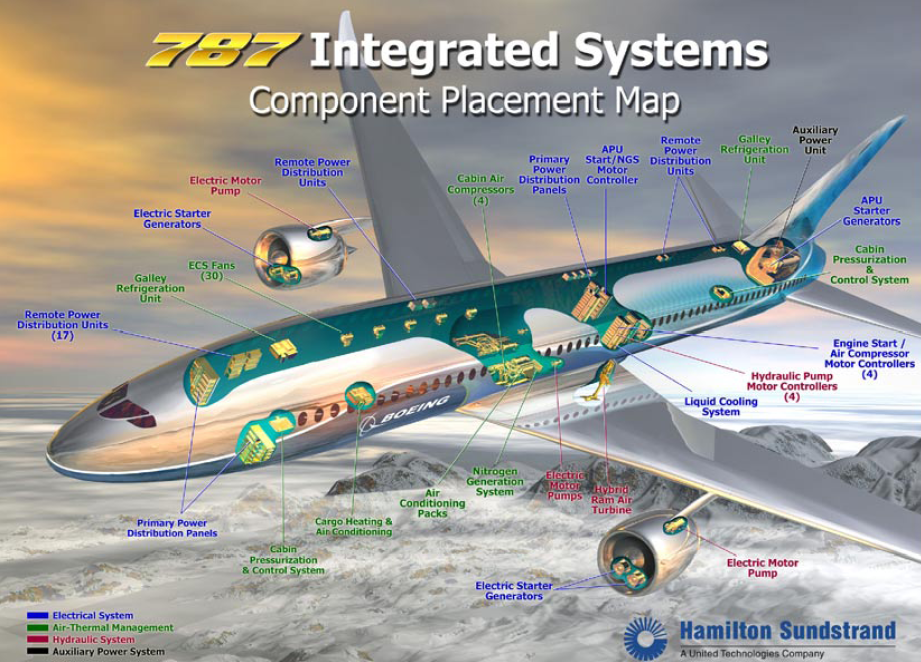 787 Integrated Systems
Component Placement Map
Auxiliary
Power
Unit
Remote
Power
Distribution
Units
Galley
Refrigeration
Unit
APU
Start/NGS
Motor
Controller
Primary
Power
Distribution
Panels
Remote Power
Distribution
Units
Cabin Air
Compressors
(4)
Electric Motor
Pump
Electric Starter
Generators
APU
Starter
Generators
ECS Fans
(30)
Galley
Refrigeration
Unit
Cabin
Pressurization
&
Control System
Remote Power
Distribution Units
(17)
Engine Start /
Air Compressor
Motor Controllers
(4)
Hydraulic Pump
Motor Controllers
(4)
Liquid Cooling
System
BOEING
Nitrogen
Generation
System
Electric
Motor
Pumps
Hybrid
Ram Air
Turbine
Air
Conditioning
Packs
Cargo Heating &
Air Conditioning
Primary Power
Distribution Panels
Cabin
Pressurization
& Control System
Electric Motor
Pump
Electric Starter
Generators
Electrical System
Air-Thermal Management
Hydraulic System
Auxiliary Power System
Hamilton Sundstrand
A United Technologies Company